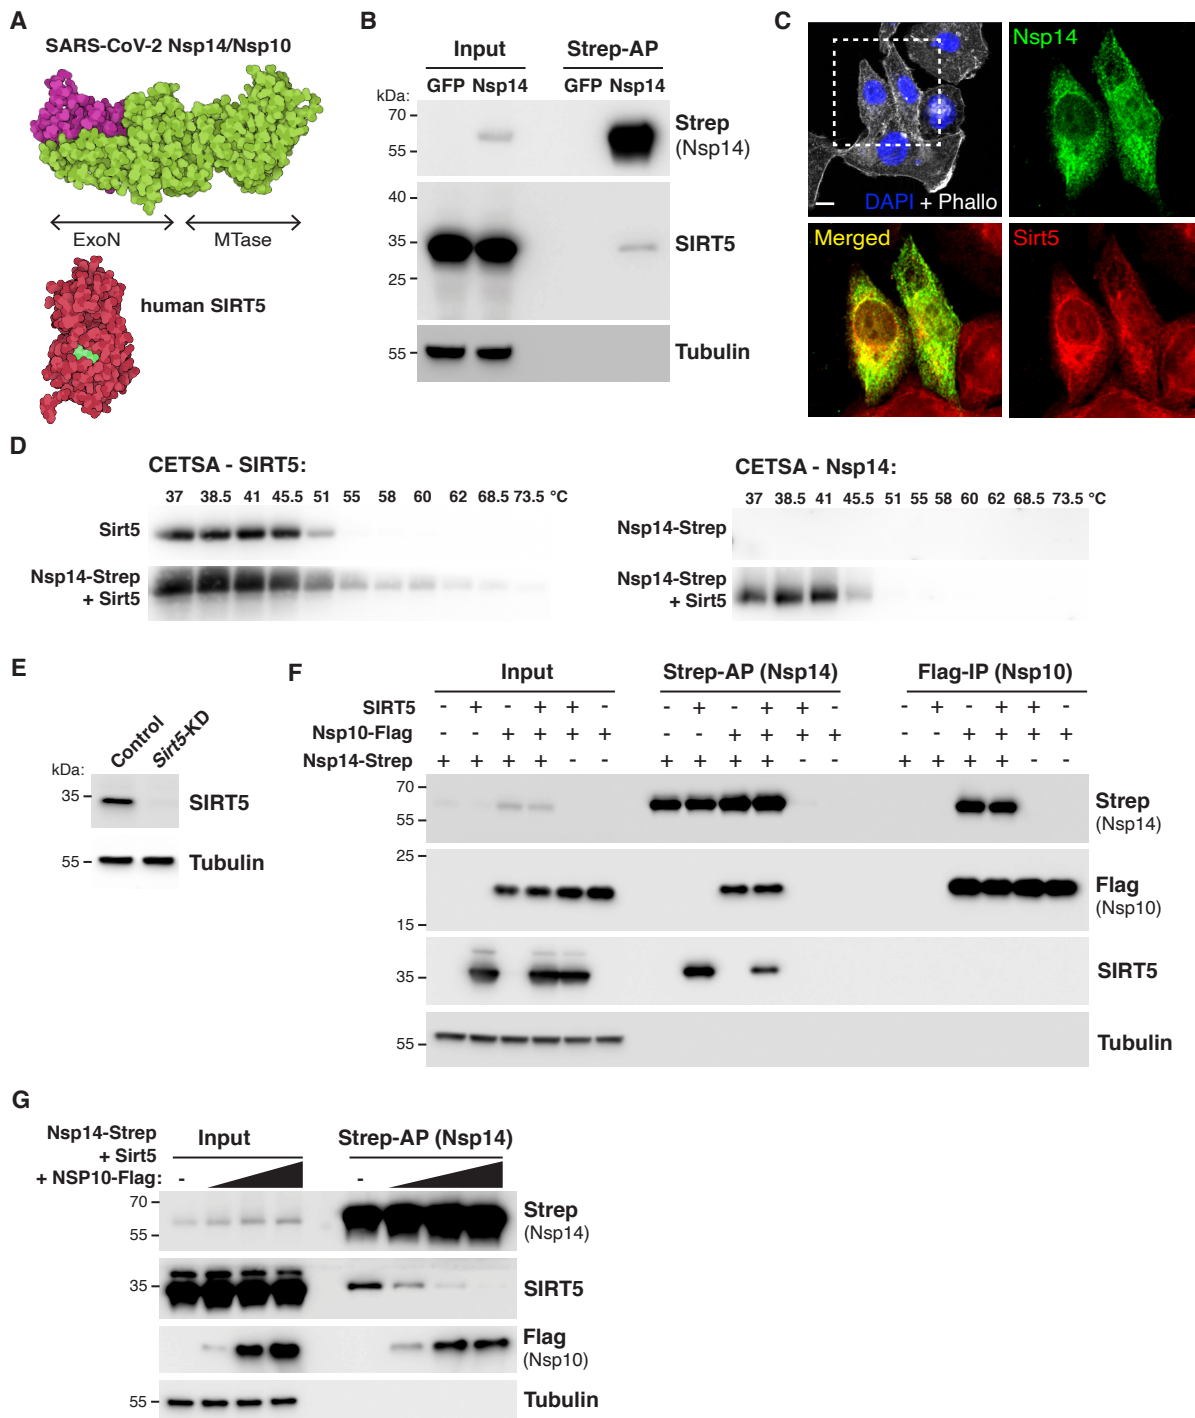 A
SARS-CoV-2 Nsp14/Nsp10
ExoN
MTase
human SIRT5
B
Input
Strep-AP
GFP Nsp14
GFP Nsp14
kDa:
70
55
Strep
(Nsp14)
40
35
25
SIRT5
55
Tubulin
C
DAPI + Phallo
Nsp14
Merged
Sirt5
D
CETSA - SIRT5:
37 38.5 41 45.5 51 55 58 60 62 68.5 73.5 °C
Sirt5
Nsp14-Strep
+ Sirt5
CETSA - Nsp14:
37 38.5 41 45.5 51 55 58 60 62 68.5 73.5 °C
Nsp14-Strep
Nsp14-Strep
+ Sirt5
E
Control
Sirt5-KD
kDa:
35
SIRT5
55
Tubulin
F
Input
Strep-AP (Nsp14)
Flag-IP (Nsp10)
SIRT5 - + - + + - - + - + + - - + - + + -
Nsp10-Flag - - + + + + - - + + + + - - + + + +
Nsp14-Strep + + + + - - + + + + - - + + + + - -
70
55
Strep
(Nsp14)
25
15
Flag
(Nsp10)
35
SIRT5
55
Tubulin
G
Nsp14-Strep
+ Sirt5
+ NSP10-Flag:
Input
Strep-AP (Nsp14)
- -
70
55
Strep
(Nsp14)
35
SIRT5
Flag
(Nsp10)
55
Tubulin